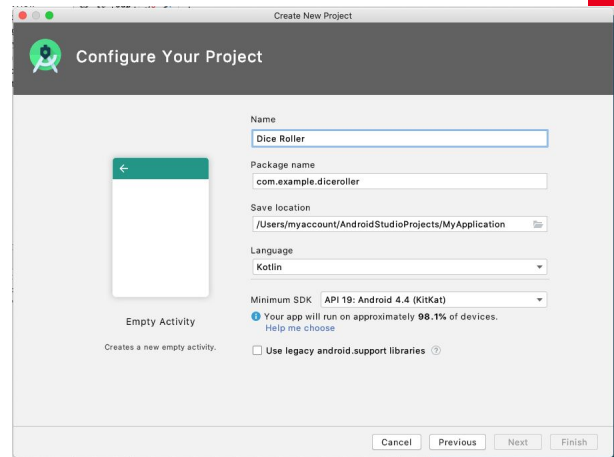 Create New Project
Configure Your Project
Name
Dice Roller
Package name
com.example.diceroller
Save location
/Users/myaccount/AndroidStudioProjects/MyApplication
Language
Kotlin
Minimum SDK API 19: Android 4.4 (KitKat)
Your app will run on approximately 98.1% of devices.
Help me choose
Use legacy android.support libraries ?
Empty Activity
Creates a new empty activity.
Cancel Previous Next Finish